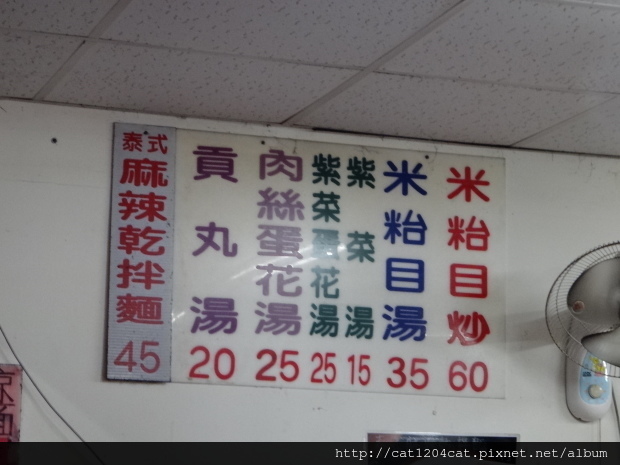 米粭目炒 60
米粭目湯 35
紫菜湯 15
紫菜蛋花湯 25
肉絲蛋花湯 25
貢丸湯 20
泰式麻辣乾拌麵 45
http://cat1204cat.pixnet.net/album